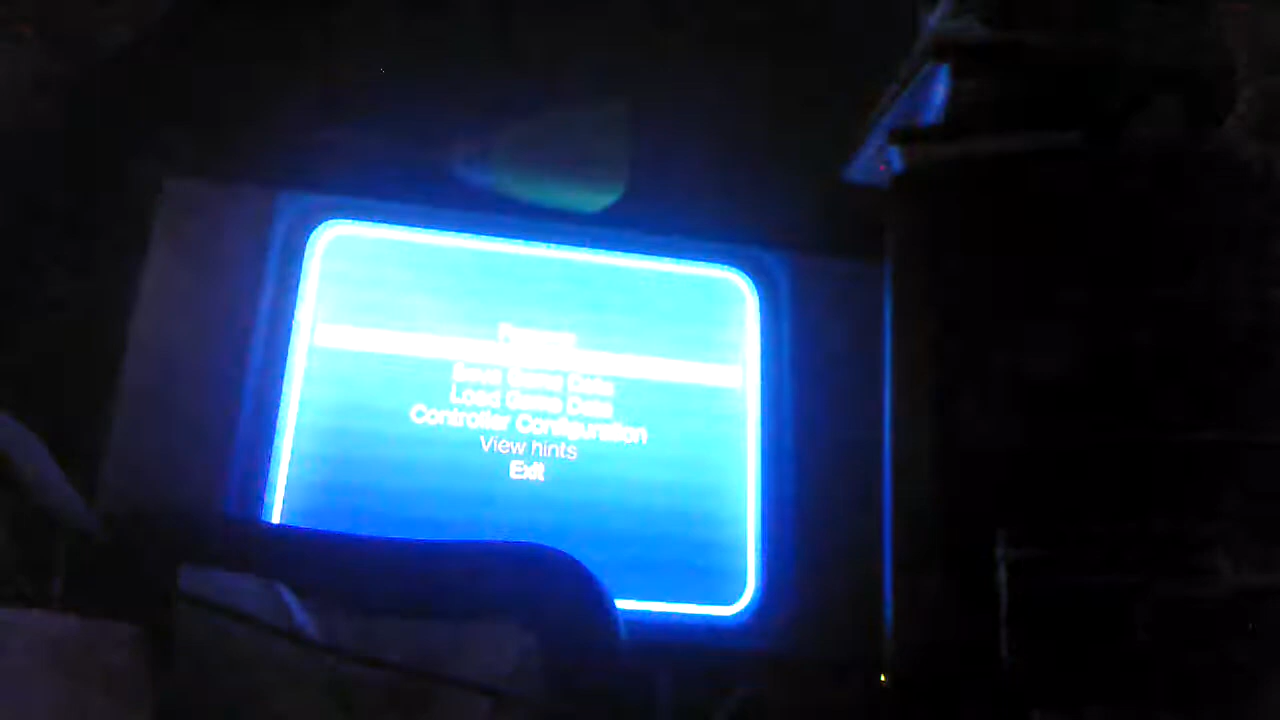 Save Game Data
Load Game Data
Controller Configuration
View hints
Exit